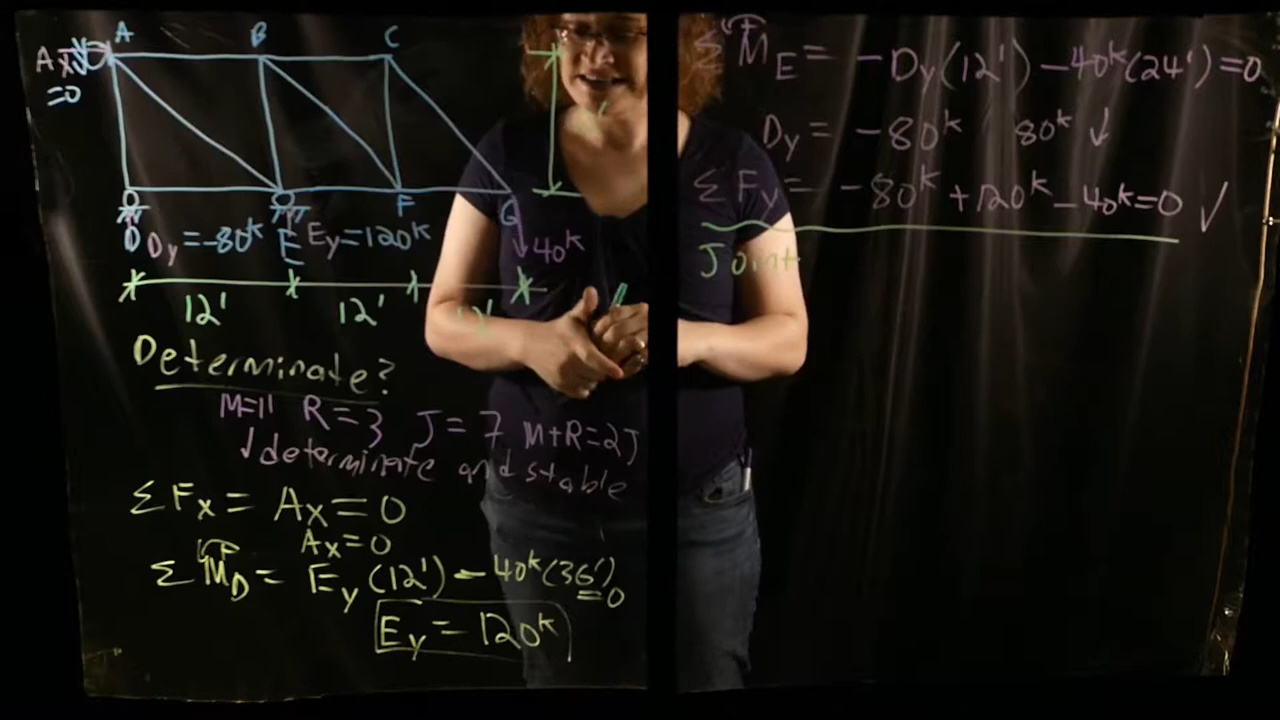 A B C
Ax
=0
F G
D Dy = -80k E Ey = 120k 40k
12' 12' 12'
Determinate?
M=11 R=3 J=7 M+R=2J
↓determinate and stable
ΣFx = Ax = 0
Ax=0
ΣMD = Ey (12') - 40k(36')
=0
Ey = 120k
ΣME = -Dy(12') -40k(24')=0
Dy = -80k 80k ↓
ΣFy = -80k +120k -40k=0 ✓
Joint